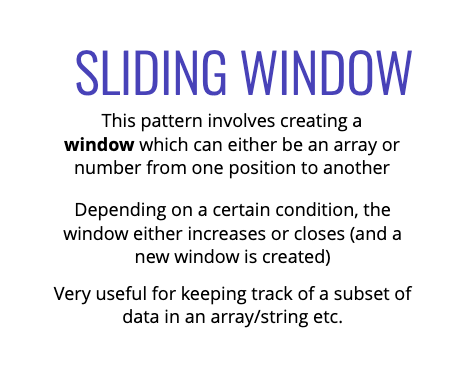 SLIDING WINDOW
This pattern involves creating a
window which can either be an array or
number from one position to another
Depending on a certain condition, the
window either increases or closes (and a
new window is created)
Very useful for keeping track of a subset of
data in an array/string etc.